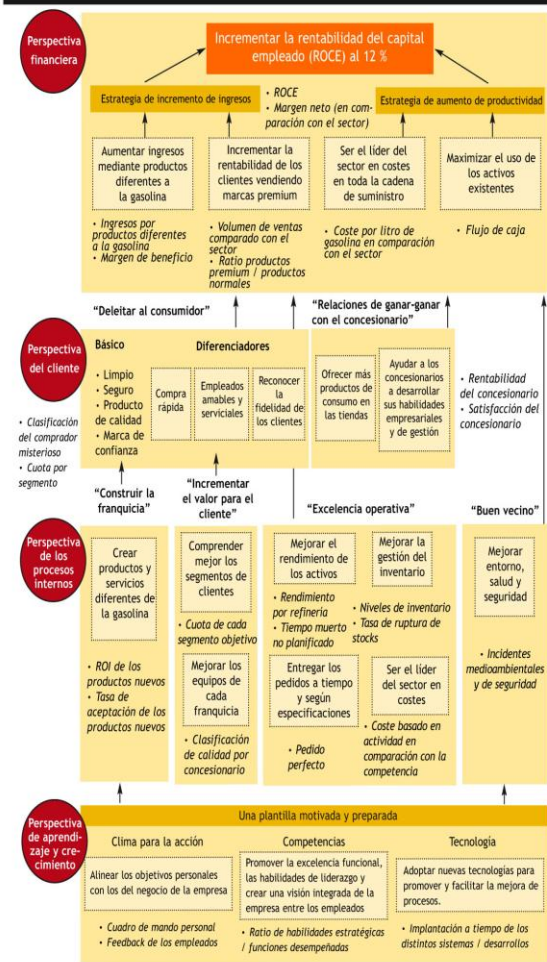 Perspectiva
financiera
Incrementar la rentabilidad del capital
empleado (ROCE) al 12 %
Estrategia de incremento de ingresos
• ROCE
• Margen neto (en com-
paración con el sector)
Estrategia de aumento de productividad
Aumentar ingresos
mediante productos
diferentes a
la gasolina
Incrementar la
rentabilidad de los
clientes vendiendo
marcas premium
Ser el líder del
sector en costes
en toda la cadena
de suministro
Maximizar el uso de
los activos
existentes
• Ingresos por
productos diferentes
a la gasolina
• Margen de beneficio
• Volumen de ventas
comparado con el
sector
• Ratio productos
premium / productos
normales
• Coste por litro de
gasolina en comparación
con el sector
• Flujo de caja
“Deleitar al consumidor”
“Relaciones de ganar-ganar
con el concesionario”
Perspectiva
del cliente
• Clasificación
del comprador
misterioso
• Cuota por
segmento
Básico
• Limpio
• Seguro
• Producto
de calidad
• Marca de
confianza
Diferenciadores
Compra
rápida
Empleados
amables y
serviciales
Reconocer
la
fidelidad de
los clientes
Ofrecer más
productos de
consumo en
las tiendas
Ayudar a los
concesionarios
a desarrollar
sus habilidades
empresariales
y de gestión
• Rentabilidad
del concesionario
• Satisfacción del
concesionario
“Construir la
franquicia”
“Incrementar
el valor para el
cliente”
“Excelencia operativa”
“Buen vecino”
Perspectiva
de los
procesos
internos
Crear
productos y
servicios
diferentes de
la gasolina
• ROI de los
productos nuevos
• Tasa de
aceptación de los
productos nuevos
Comprender
mejor los
segmentos de
clientes
• Cuota de cada
segmento objetivo
Mejorar los
equipos de
cada
franquicia
• Clasificación
de calidad por
concesionario
Mejorar el
rendimiento de
los activos
• Rendimiento
por refinería
• Tiempo muerto
no planificado
Mejorar la
gestión del
inventario
• Niveles de inventario
• Tasa de ruptura de
stocks
Entregar los
pedidos a tiempo
y según
especificaciones
• Pedido
perfecto
Ser el líder
del sector en
costes
• Coste basado en
actividad en
comparación con la
competencia
Mejorar
entorno,
salud y
seguridad
• Incidentes
medioambientales
y de seguridad
Perspectiva
de aprendi-
zaje y cre-
cimiento
Una plantilla motivada y preparada
Clima para la acción
Alinear los objetivos personales
con los del negocio de la empresa
• Cuadro de mando personal
• Feedback de los empleados
Competencias
Promover la excelencia funcional,
las habilidades de liderazgo y
crear una visión integrada de la
empresa entre los empleados
• Ratio de habilidades estratégicas
/ funciones desempeñadas
Tecnología
Adoptar nuevas tecnologías para
promover y facilitar la mejora de
procesos.
• Implantación a tiempo de los
distintos sistemas / desarrollos